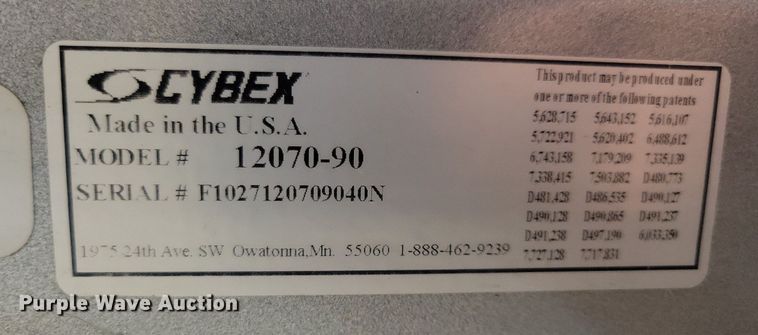 CYBEX
Made in the U.S.A.
MODEL # 12070-90
SERIAL # F1027120709040N
1975 24th Ave. SW Owatonna,Mn. 55060 1-888-462-9239
This product may be produced under
one or more of the following patents
5,628,715 5,643,152 5,616,107
5,722,921 5,620,402 6,488,612
6,743,158 7,179,209 7,335,139
7,338,415 7,503,882 D480,773
D481,428 D486,535 D490,127
D490,128 D490,865 D491,237
D491,238 D497,190 6,033,350
7,727,128 7,717,831
Purple Wave Auction